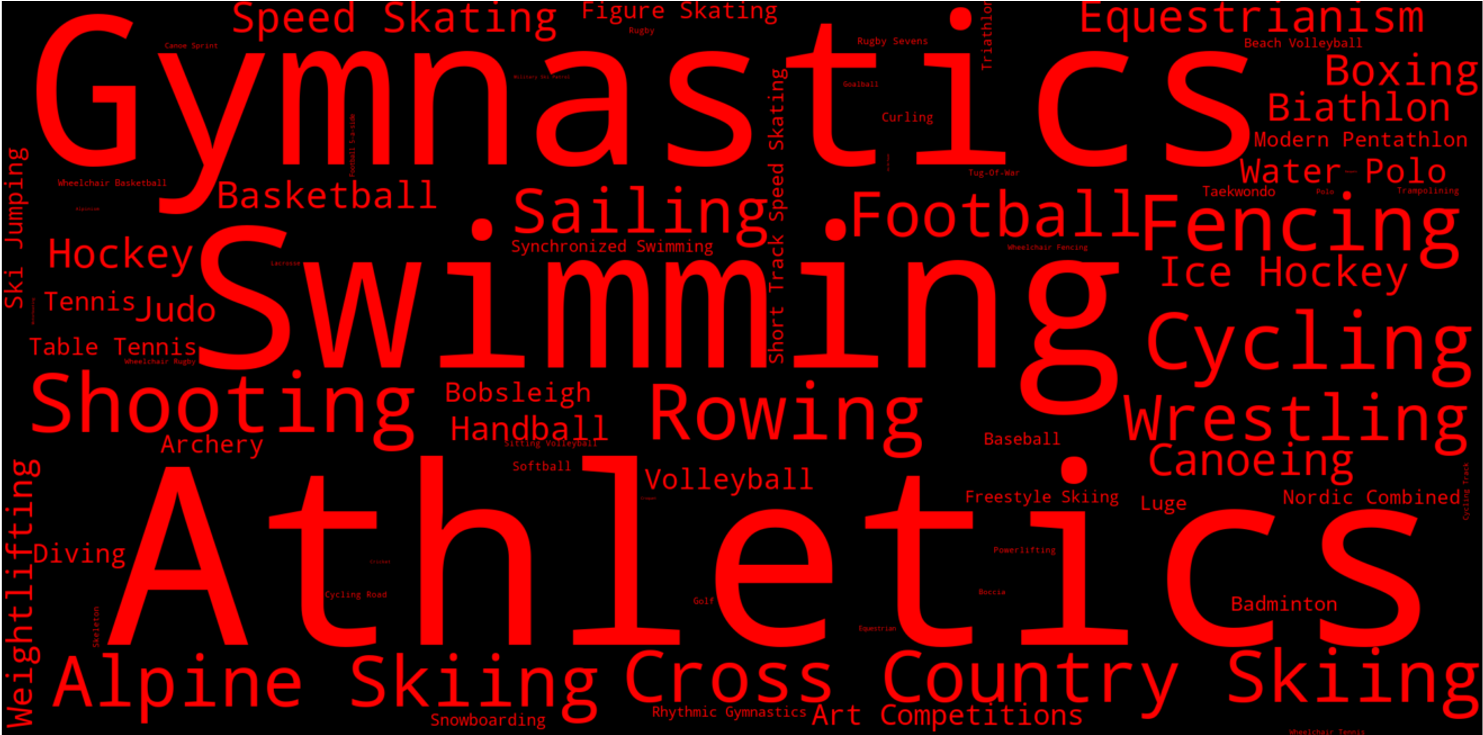 Speed Skating
Figure Skating
Equestrianism
Gymnastics
Canoe Sprint
Rugby
Rugby Sevens
Triathlon
Beach Volleyball
Boxing
Goalball
Biathlon
Curling
Modern Pentathlon
Football 5-a-side
Short Track Speed Skating
Tug-Of-War
Water Polo
Ski Jumping
Wheelchair Basketball
Basketball
Taekwondo
Polo
Trampolining
Sailing
Football
Fencing
Hockey
Synchronized Swimming
Wheelchair Fencing
Lacrosse
Ice Hockey
Swimming
Tennis
Judo
Table Tennis
Wheelchair Rugby
Cycling
Shooting
Bobsleigh
Rowing
Wrestling
Handball
Archery
Sitting Volleyball
Baseball
Canoeing
Softball
Volleyball
Freestyle Skiing
Luge
Nordic Combined
Cycling Track
Weightlifting
Athletics
Diving
Powerlifting
Cycling Road
Golf
Boccia
Badminton
Skeleton
Equestrian
Alpine Skiing
Cross Country Skiing
Snowboarding
Rhythmic Gymnastics
Art Competitions
Wheelchair Tennis